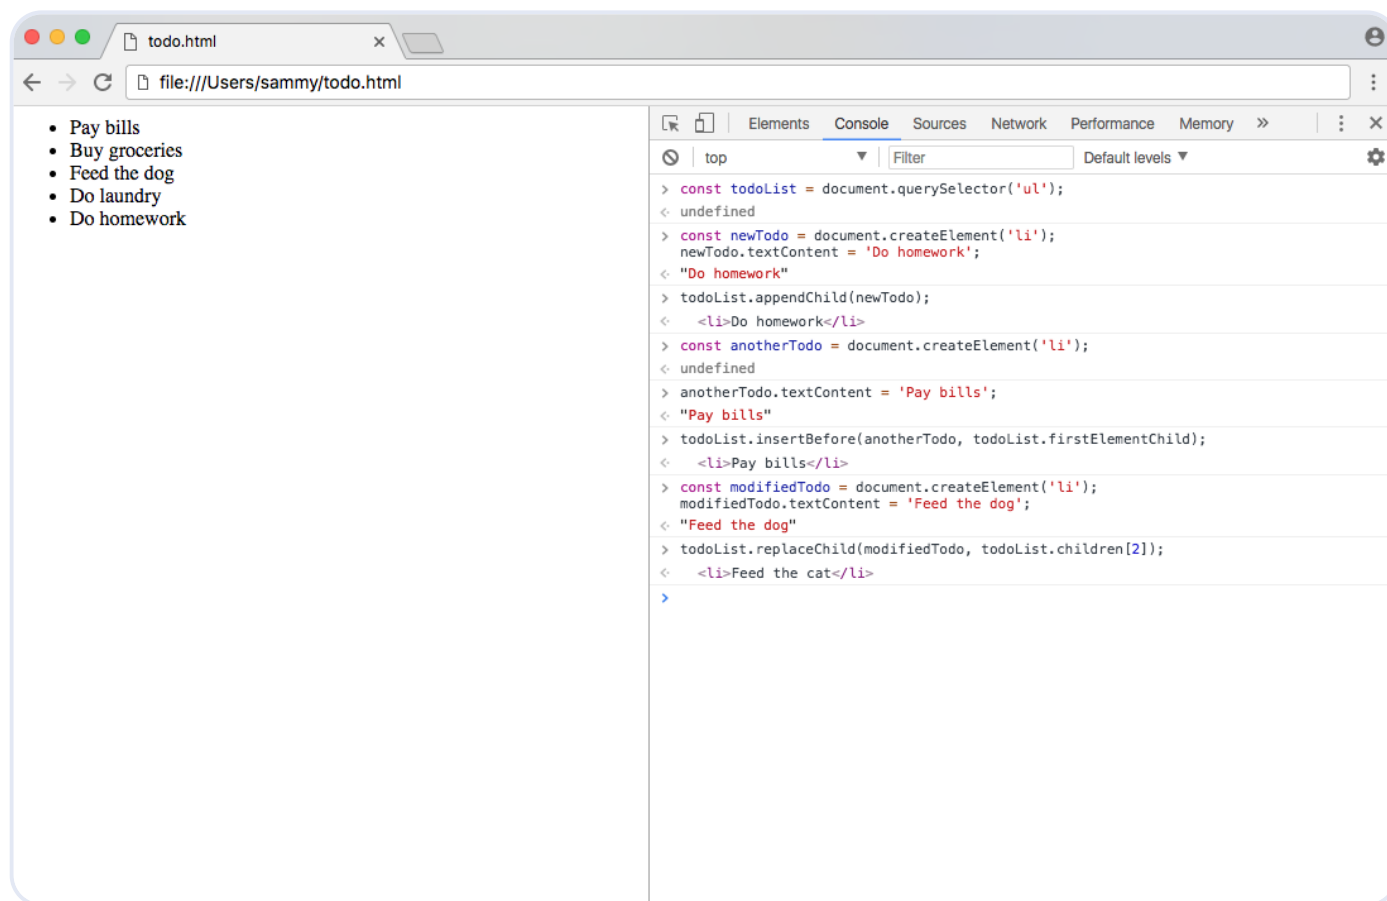 todo.html
file:///Users/sammy/todo.html
Pay bills
Buy groceries
Feed the dog
Do laundry
Do homework
Elements Console Sources Network Performance Memory
top Filter Default levels
const todoList = document.querySelector('ul');
undefined
const newTodo = document.createElement('li');
newTodo.textContent = 'Do homework';
"Do homework"
todoList.appendChild(newTodo);
<li>Do homework</li>
const anotherTodo = document.createElement('li');
undefined
anotherTodo.textContent = 'Pay bills';
"Pay bills"
todoList.insertBefore(anotherTodo, todoList.firstElementChild);
<li>Pay bills</li>
const modifiedTodo = document.createElement('li');
modifiedTodo.textContent = 'Feed the dog';
"Feed the dog"
todoList.replaceChild(modifiedTodo, todoList.children[2]);
<li>Feed the cat</li>